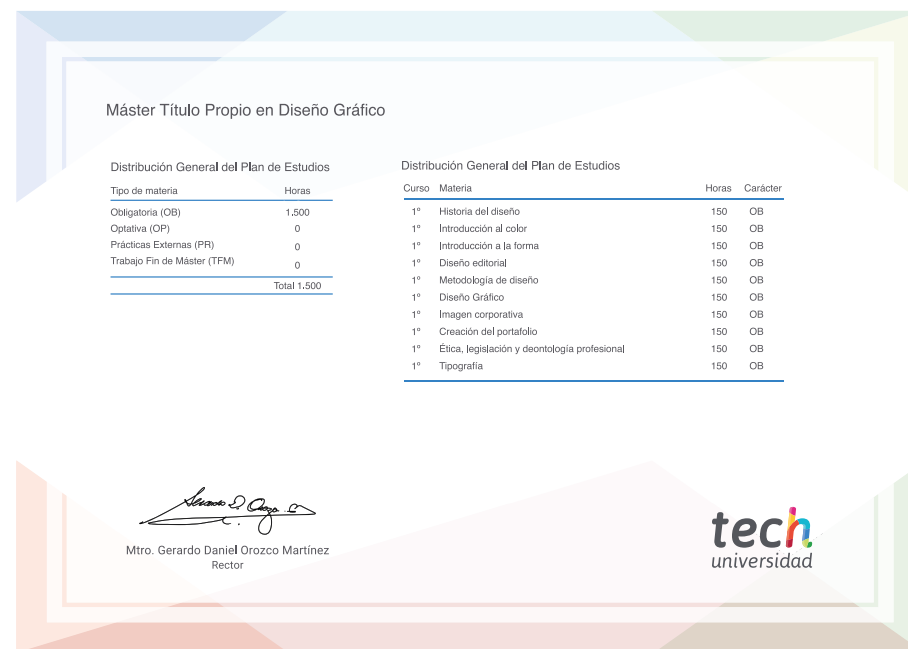 Máster Título Propio en Diseño Gráfico
Distribución General del Plan de Estudios
Tipo de materia Horas
Obligatoria (OB) 1.500
Optativa (OP) 0
Prácticas Externas (PR) 0
Trabajo Fin de Máster (TFM) 0
Total 1.500
Distribución General del Plan de Estudios
Curso Materia Horas Carácter
1º Historia del diseño 150 OB
1º Introducción al color 150 OB
1º Introducción a la forma 150 OB
1º Diseño editorial 150 OB
1º Metodología de diseño 150 OB
1º Diseño Gráfico 150 OB
1º Imagen corporativa 150 OB
1º Creación del portafolio 150 OB
1º Ética, legislación y deontología profesional 150 OB
1º Tipografía 150 OB
Mtro. Gerardo Daniel Orozco Martínez
Rector
tech
universidad